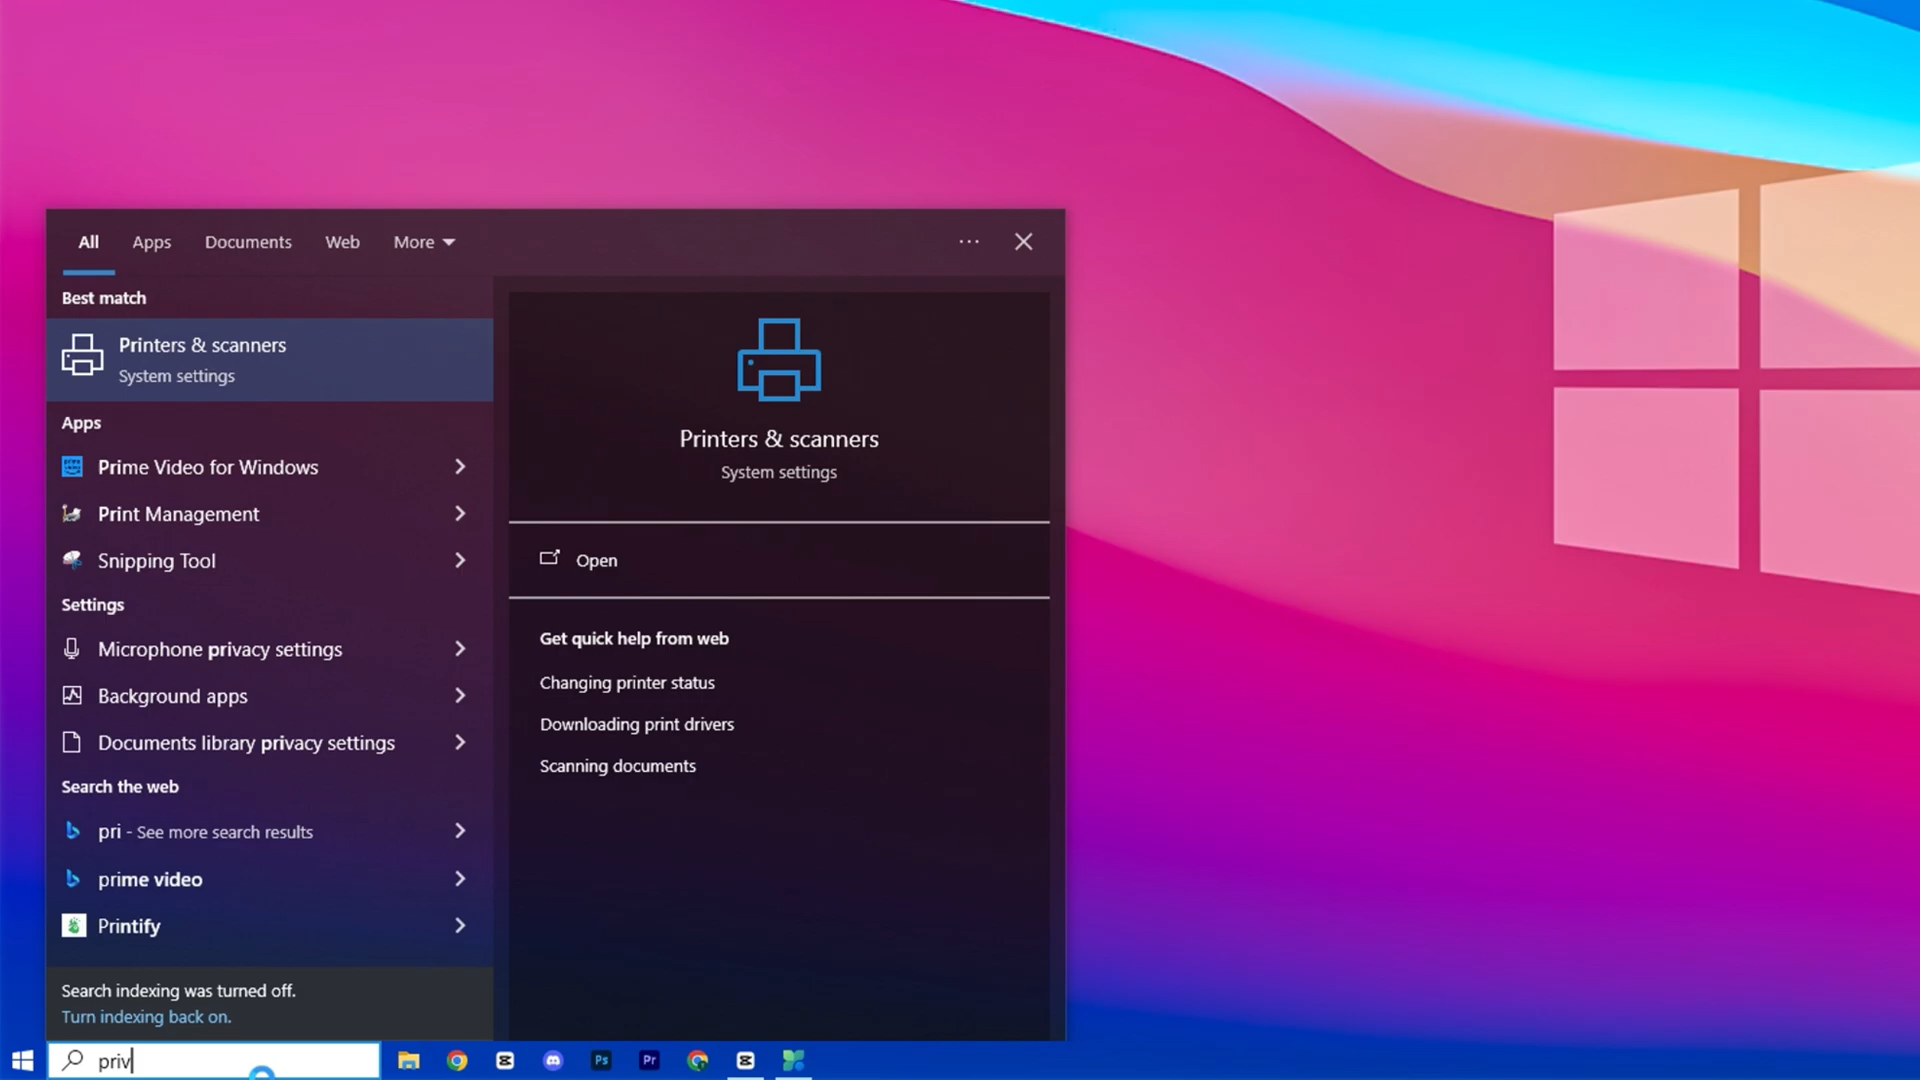 All Apps Documents Web More
Best match
Printers & scanners
System settings
Apps
Prime Video for Windows
Print Management
Snipping Tool
Settings
Microphone privacy settings
Background apps
Documents library privacy settings
Search the web
pri - See more search results
prime video
Printify
Search indexing was turned off.
Turn indexing back on.
Printers & scanners
System settings
Open
Get quick help from web
Changing printer status
Downloading print drivers
Scanning documents
priv
Ps
Pr